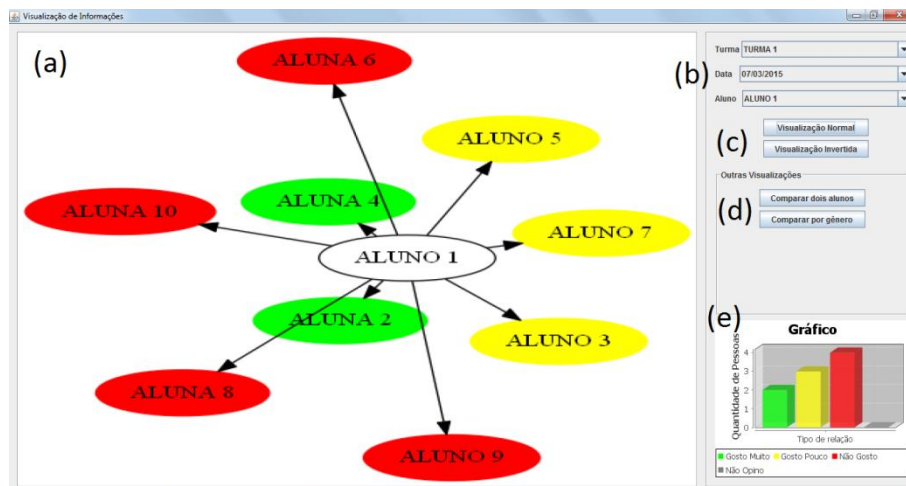 Visualização de Informações
(a)
ALUNA 6
ALUNO 5
ALUNA 4
ALUNA 10
ALUNO 7
ALUNO 1
ALUNA 2
ALUNO 3
ALUNA 8
ALUNO 9
(b)
Turma TURMA 1
Data 07/03/2015
Aluno ALUNO 1
(c)
Visualização Normal
Visualização Invertida
Outras Visualizações
(d)
Comparar dois alunos
Comparar por gênero
(e)
Gráfico
Quantidade de Pessoas
4
3
2
1
0
Tipo de relação
Gosto Muito Gosto Pouco Não Gosto
Não Opino